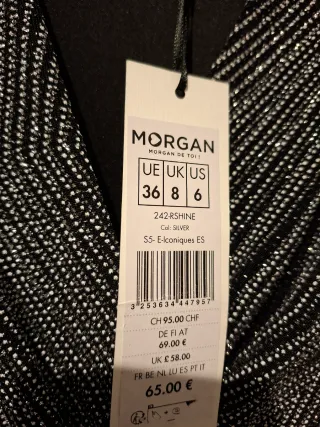 MORGAN
MORGAN DE TOI !
UE UK US
36 8 6
242-RSHINE
Col: SILVER
S5- E-Iconiques ES
3 253634 447957
CH 95.00 CHF
DE FI AT
69.00 €
UK £ 58.00
FR BE NL LU ES PT IT
65.00 €